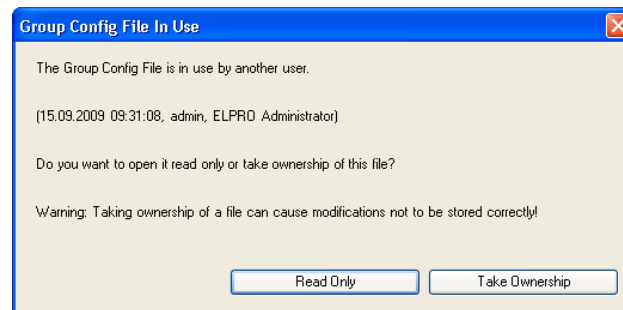 Group Config File In Use
The Group Config File is in use by another user.
(15.09.2009 09:31:08, admin, ELPRO Administrator)
Do you want to open it read only or take ownership of this file?
Warning: Taking ownership of a file can cause modifications not to be stored correctly!
Read Only
Take Ownership